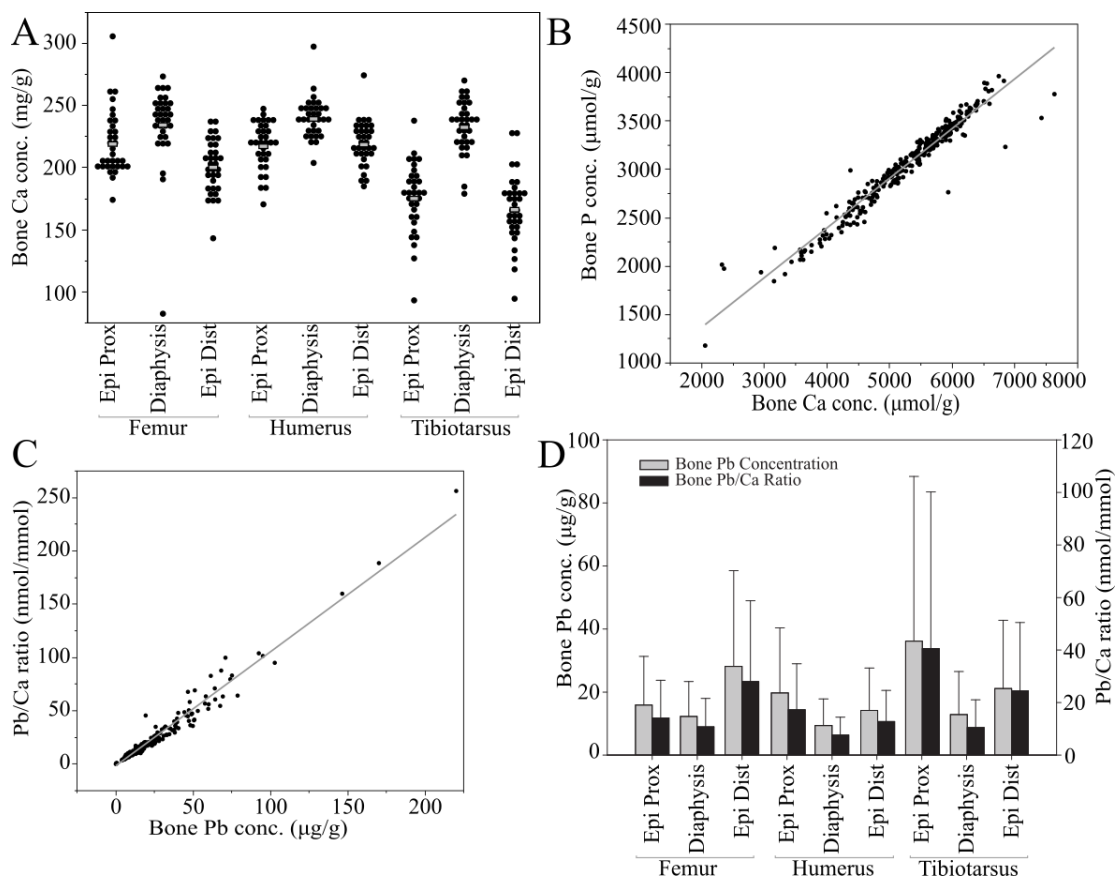 A
Bone Ca conc. (mg/g)
300
250
200
150
100
Epi Prox
Diaphysis
Epi Dist
Epi Prox
Diaphysis
Epi Dist
Epi Prox
Diaphysis
Epi Dist
Femur
Humerus
Tibiotarsus
B
Bone P conc. (μmol/g)
4500
4000
3500
3000
2500
2000
1500
1000
2000 3000 4000 5000 6000 7000 8000
Bone Ca conc. (μmol/g)
C
Pb/Ca ratio (nmol/mmol)
250
200
150
100
50
0
0 50 100 150 200
Bone Pb conc. (μg/g)
D
Bone Pb conc. (μg/g)
100
80
60
40
20
0
Bone Pb Concentration
Bone Pb/Ca Ratio
120
100
80
60
40
20
0
Pb/Ca ratio (nmol/mmol)
Epi Prox
Diaphysis
Epi Dist
Epi Prox
Diaphysis
Epi Dist
Epi Prox
Diaphysis
Epi Dist
Femur
Humerus
Tibiotarsus